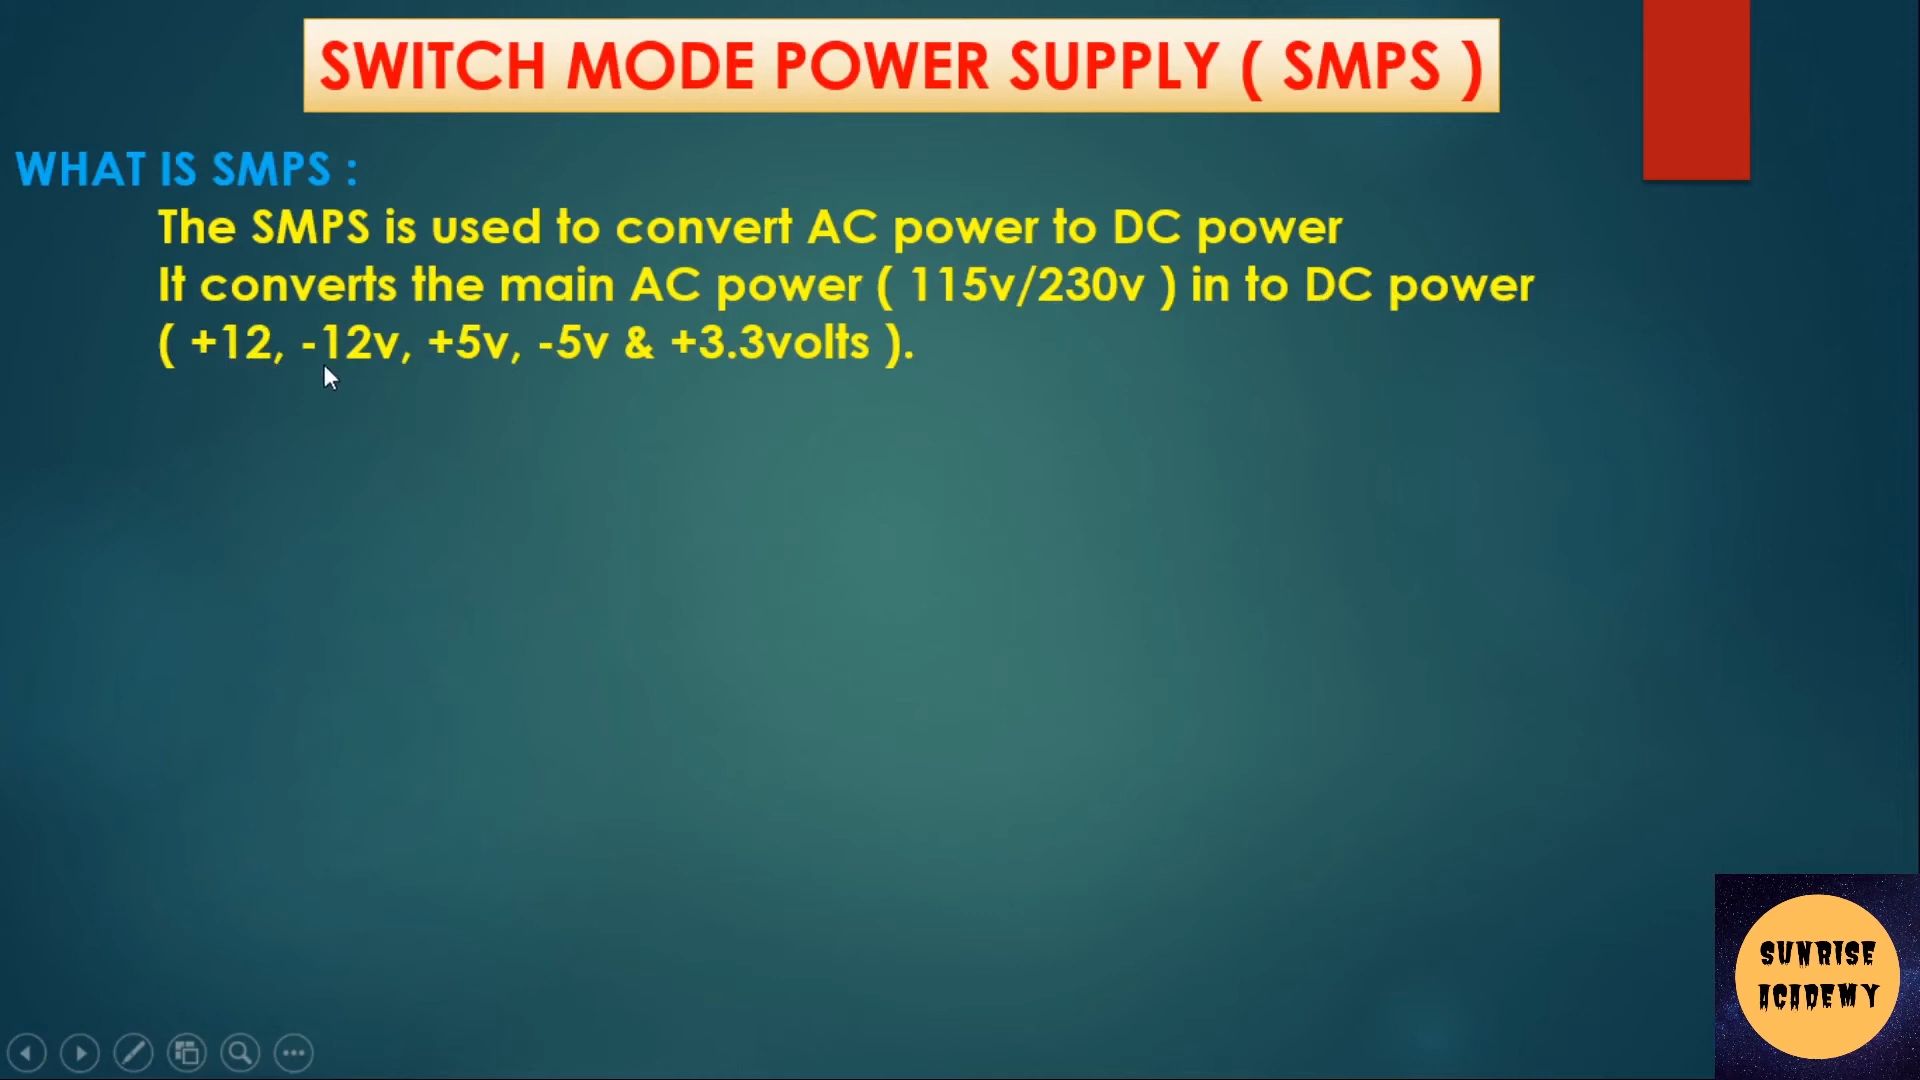 SWITCH MODE POWER SUPPLY ( SMPS )
WHAT IS SMPS :
The SMPS is used to convert AC power to DC power
It converts the main AC power ( 115v/230v ) in to DC power
( +12, -12v, +5v, -5v & +3.3volts ).
SUNRISE
ACADEMY